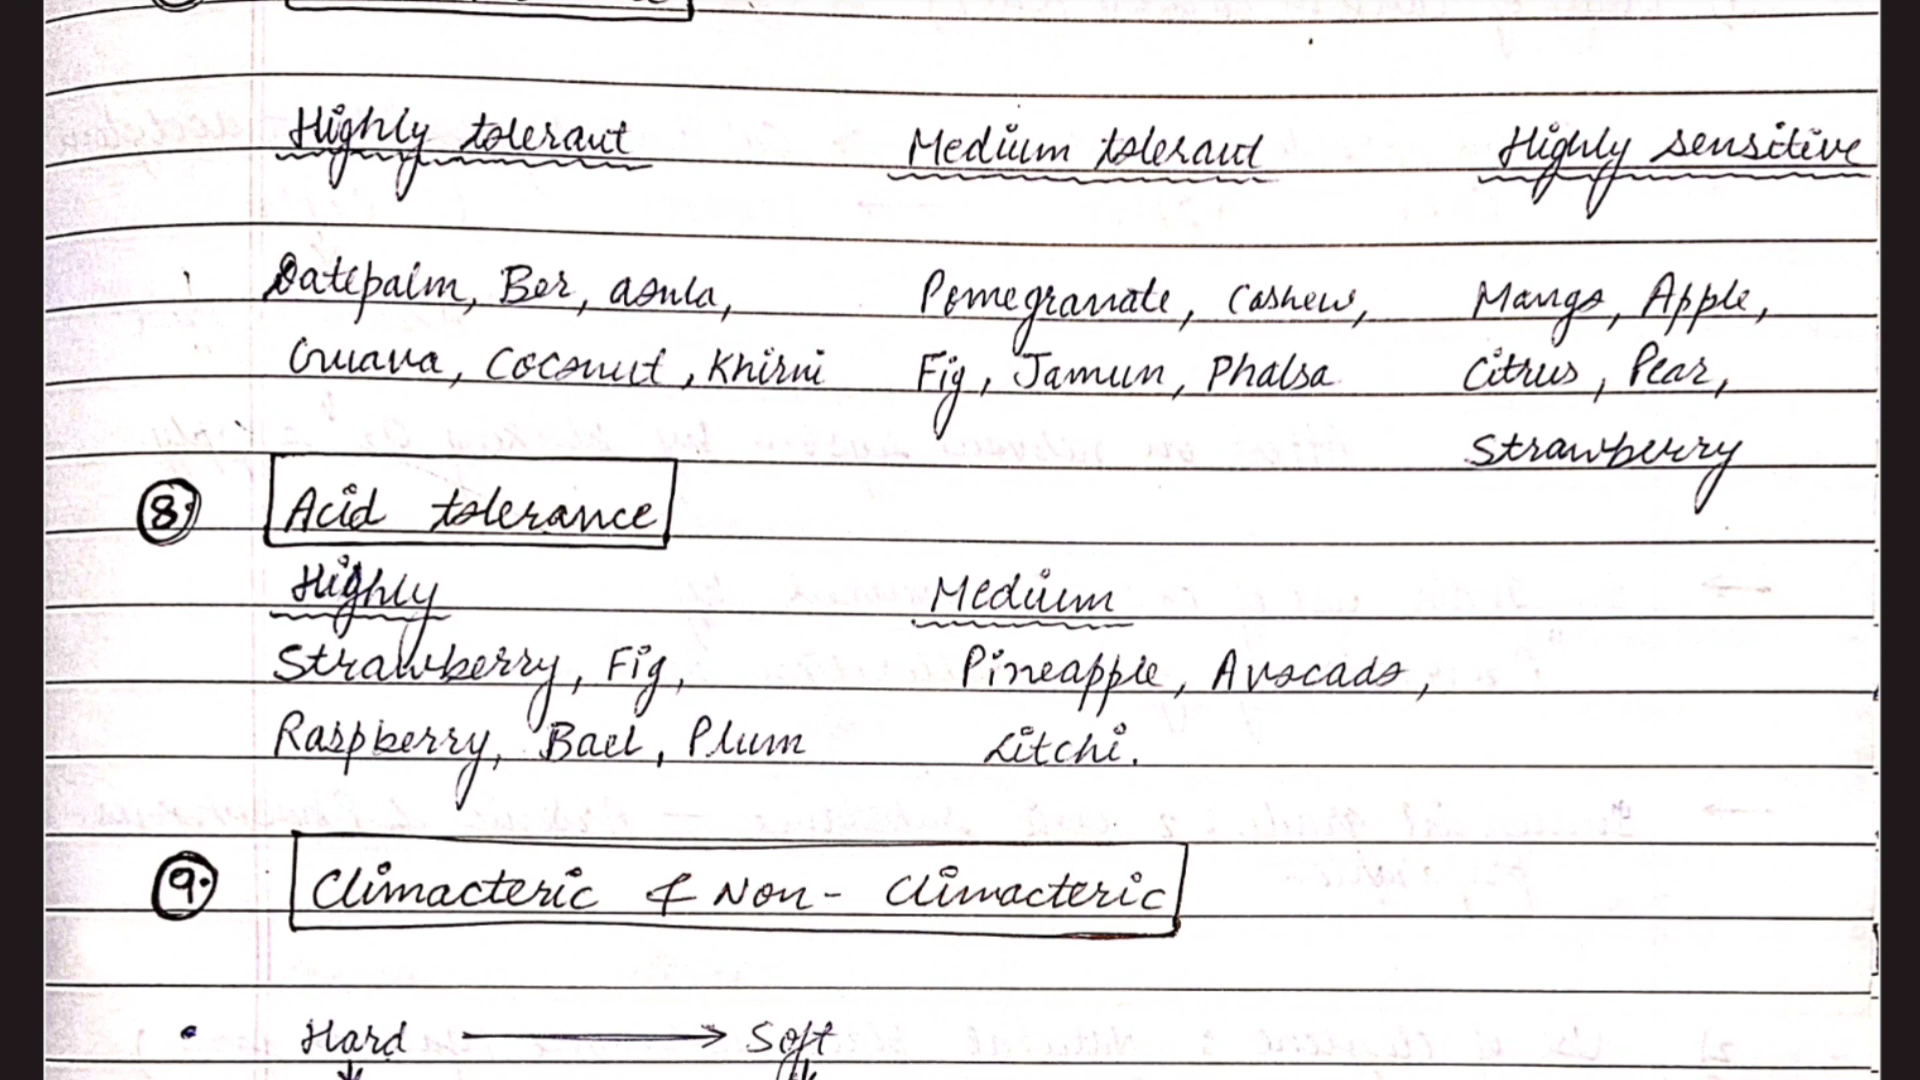 Highly tolerant Medium tolerant Highly sensitive
Datepalm, Ber, aonla, Pomegranate, Cashew, Mango, Apple,
Guava, Coconut, Khirni Fig, Jamun, Phalsa Citrus, Pear,
Strawberry
8. Acid tolerance
Highly Medium
Strawberry, Fig, Pineapple, Avocado,
Raspberry, Bael, Plum Litchi.
9. Climacteric & Non-Climacteric
• Hard → Soft